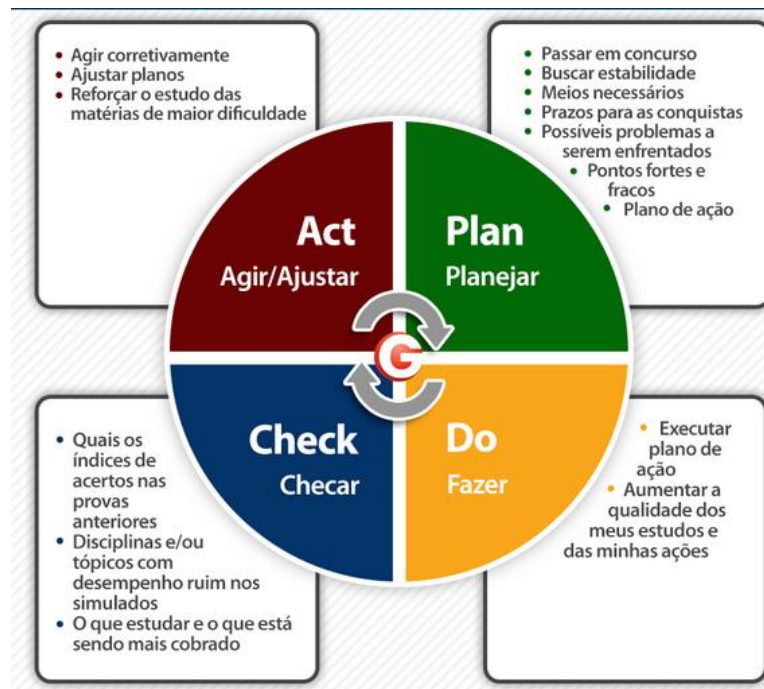 • Agir corretivamente
• Ajustar planos
• Reforçar o estudo das
matérias de maior dificuldade
• Passar em concurso
• Buscar estabilidade
• Meios necessários
• Prazos para as conquistas
• Possíveis problemas a
serem enfrentados
• Pontos fortes e
fracos
• Plano de ação
Act
Agir/Ajustar
Plan
Planejar
G
Check
Checar
Do
Fazer
• Quais os
índices de
acertos nas
provas
anteriores
• Disciplinas e/ou
tópicos com
desempenho ruim nos
simulados
• O que estudar e o que está
sendo mais cobrado
• Executar
plano de
ação
• Aumentar a
qualidade dos
meus estudos e
das minhas ações